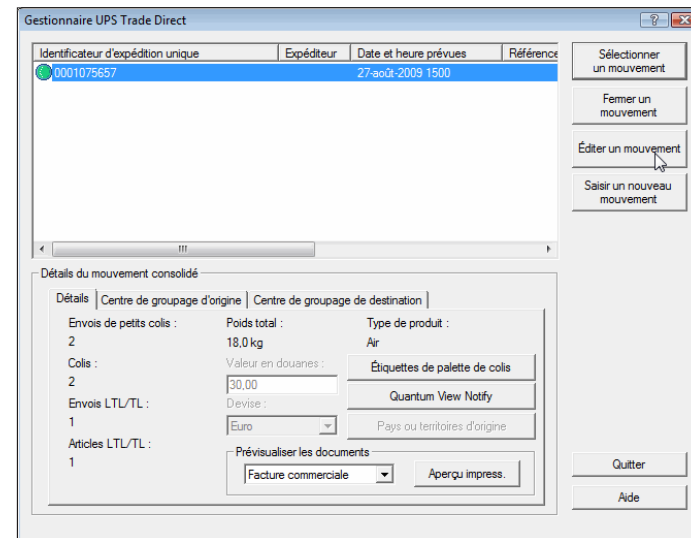 Gestionnaire UPS Trade Direct
Identificateur d'expédition unique Expéditeur Date et heure prévues Référence
0001075657 27-août-2009 1500
Sélectionner
un mouvement
Fermer un
mouvement
Éditer un mouvement
Saisir un nouveau
mouvement
Détails du mouvement consolidé
Détails Centre de groupage d'origine Centre de groupage de destination
Envois de petits colis : Poids total : Type de produit :
2 18,0 kg Air
Colis : Valeur en douanes : Étiquettes de palette de colis
2 30,00
Envois LTL/TL : Devise : Quantum View Notify
1 Euro Pays ou territoires d'origine
Articles LTL/TL :
1
Prévisualiser les documents
Facture commerciale Aperçu impress.
Quitter
Aide